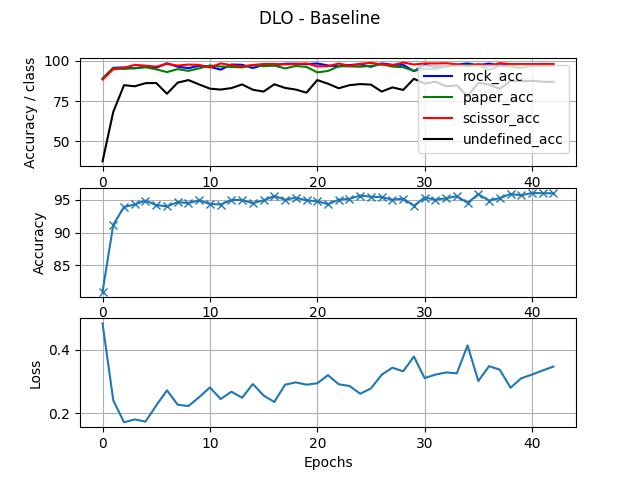 DLO - Baseline
100
75
50
Accuracy / class
rock_acc
paper_acc
scissor_acc
undefined_acc
0 10 20 30 40
95
90
85
Accuracy
0 10 20 30 40
0.4
0.2
Loss
0 10 20 30 40
Epochs